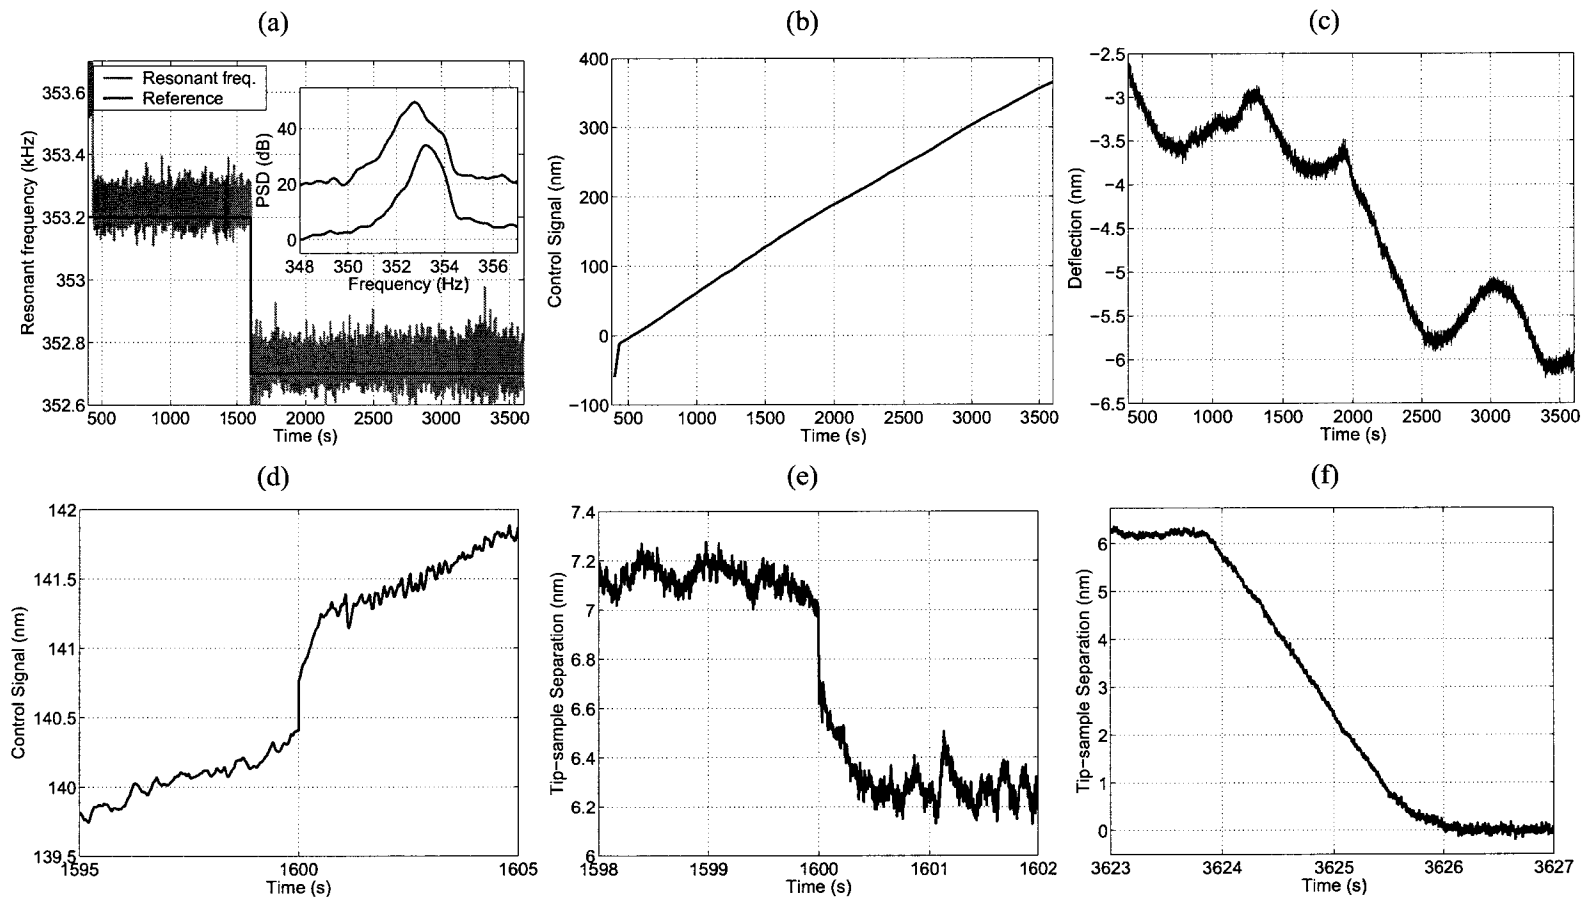 (a)
Resonant freq.
Reference
353.6
353.4
353.2
353
352.8
352.6
Resonant frequency (kHz)
500 1000 1500 2000 2500 3000 3500
Time (s)
40
20
0
PSD (dB)
348 350 352 354 356
Frequency (Hz)
(b)
400
300
200
100
0
−100
Control Signal (nm)
500 1000 1500 2000 2500 3000 3500
Time (s)
(c)
−2.5
−3
−3.5
−4
−4.5
−5
−5.5
−6
−6.5
Deflection (nm)
500 1000 1500 2000 2500 3000 3500
Time (s)
(d)
142
141.5
141
140.5
140
139.5
Control Signal (nm)
1595 1600 1605
Time (s)
(e)
7.4
7.2
7
6.8
6.6
6.4
6.2
6
Tip−sample Separation (nm)
1598 1599 1600 1601 1602
Time (s)
(f)
6
5
4
3
2
1
0
Tip−sample Separation (nm)
3623 3624 3625 3626 3627
Time (s)